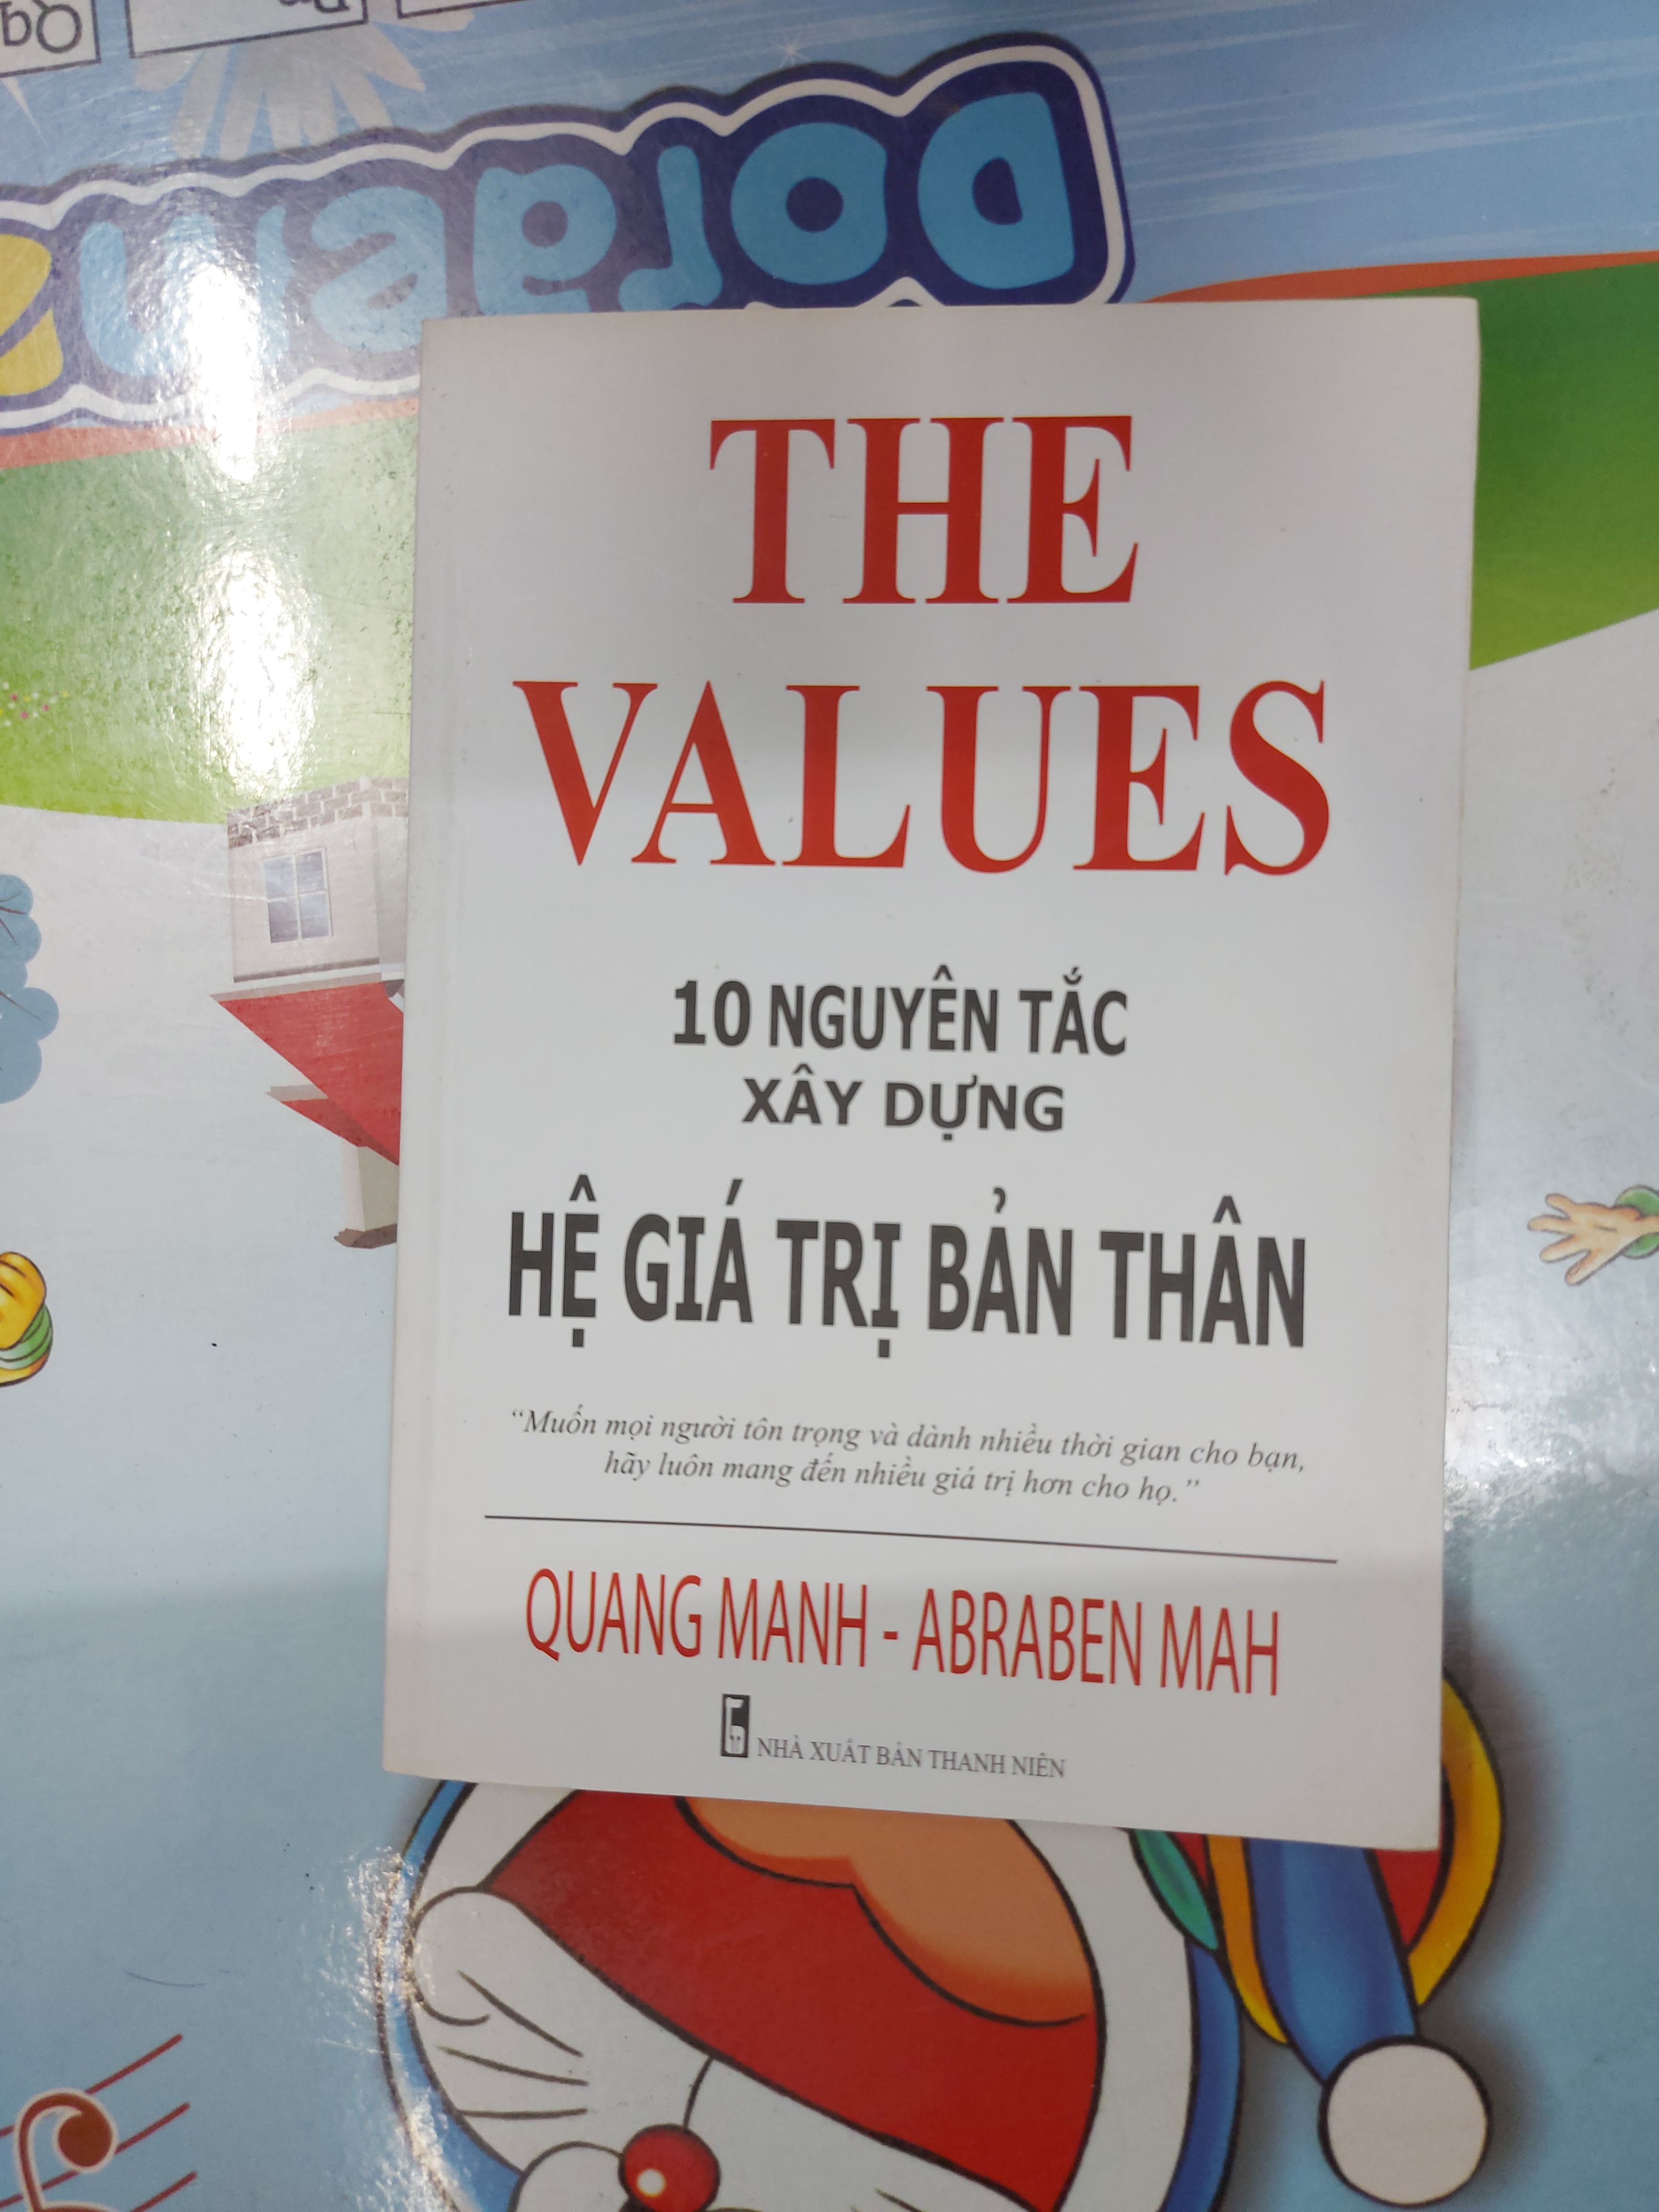 Qq
Doraem
THE
VALUES
10 NGUYÊN TẮC
XÂY DỰNG
HỆ GIÁ TRỊ BẢN THÂN
“Muốn mọi người tôn trọng và dành nhiều thời gian cho bạn,
hãy luôn mang đến nhiều giá trị hơn cho họ.”
QUANG MANH - ABRABEN MAH
NHÀ XUẤT BẢN THANH NIÊN